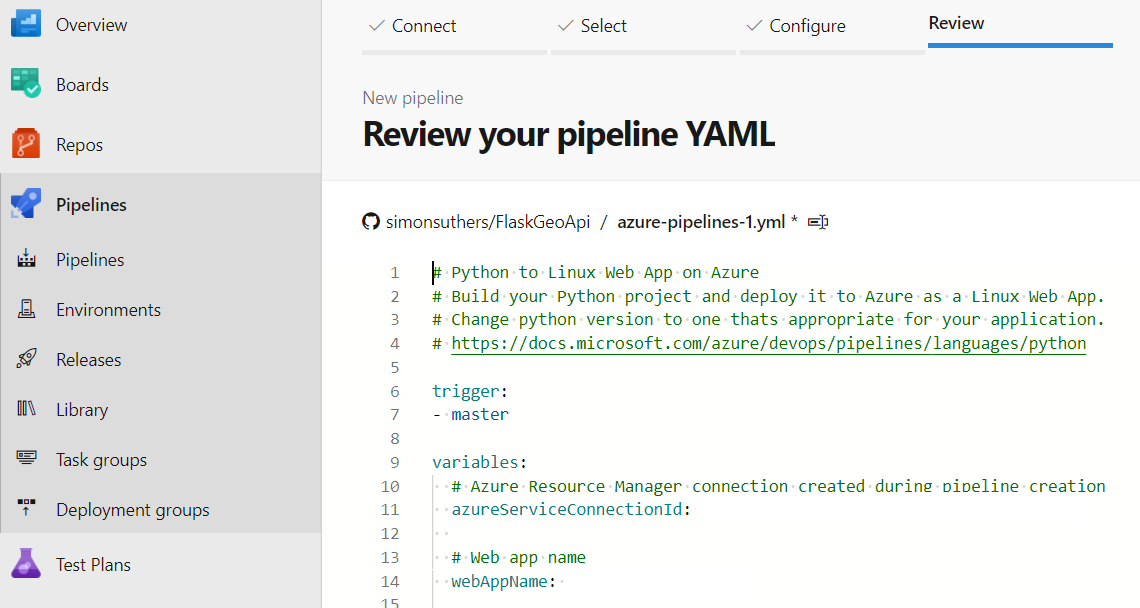 Overview
Boards
Repos
Pipelines
Pipelines
Environments
Releases
Library
Task groups
Deployment groups
Test Plans
Connect
Select
Configure
Review
New pipeline
Review your pipeline YAML
simonsuthers/FlaskGeoApi / azure-pipelines-1.yml *
1 # Python to Linux Web App on Azure
2 # Build your Python project and deploy it to Azure as a Linux Web App.
3 # Change python version to one thats appropriate for your application.
4 # https://docs.microsoft.com/azure/devops/pipelines/languages/python
5
6 trigger:
7 - master
8
9 variables:
10 # Azure Resource Manager connection created during pipeline creation
11 azureServiceConnectionId:
12
13 # Web app name
14 webAppName:
15